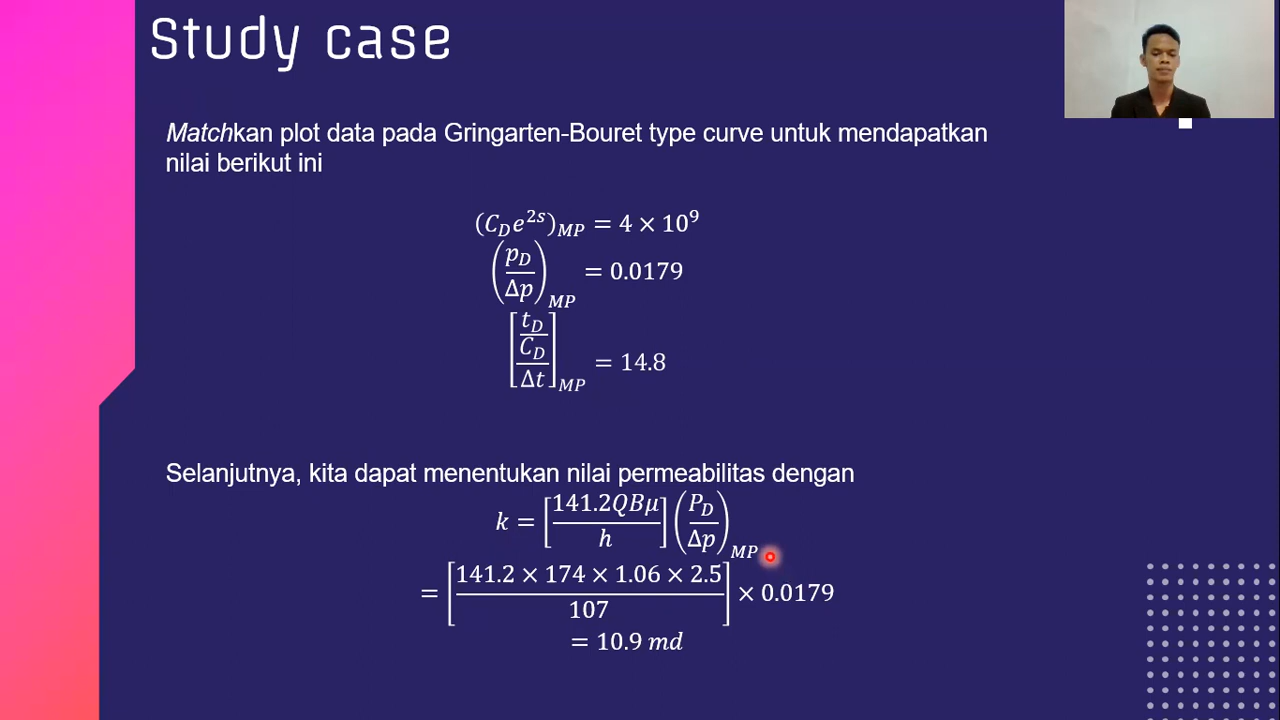 Study case
Matchkan plot data pada Gringarten-Bouret type curve untuk mendapatkan
nilai berikut ini
(C_D e^{2s})_{MP} = 4 × 10^9
(p_D/Δp)_{MP} = 0.0179
[(t_D/C_D)/Δt]_{MP} = 14.8
Selanjutnya, kita dapat menentukan nilai permeabilitas dengan
k = [141.2QBμ/h] (P_D/Δp)_{MP}
= [141.2 × 174 × 1.06 × 2.5/107] × 0.0179
= 10.9 md